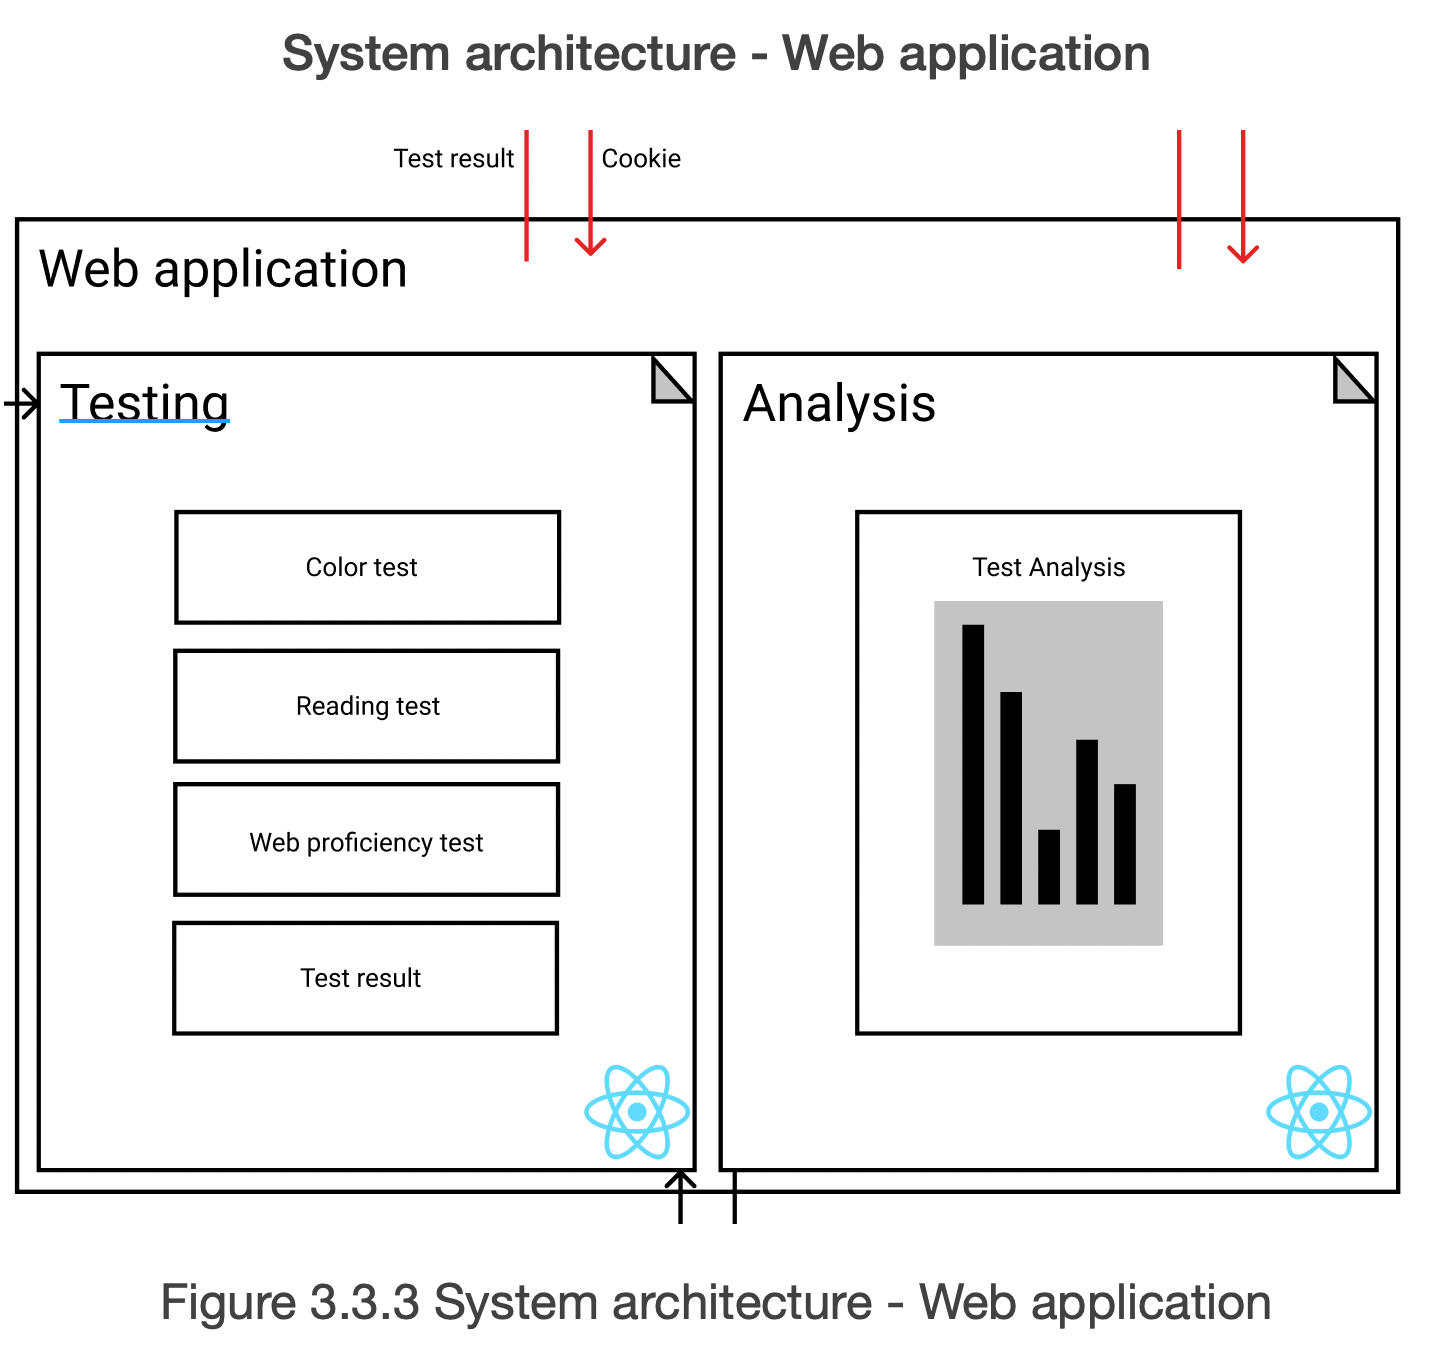 System architecture - Web application
Test result
Cookie
Web application
Testing
Analysis
Color test
Reading test
Web proficiency test
Test result
Test Analysis
Figure 3.3.3 System architecture - Web application